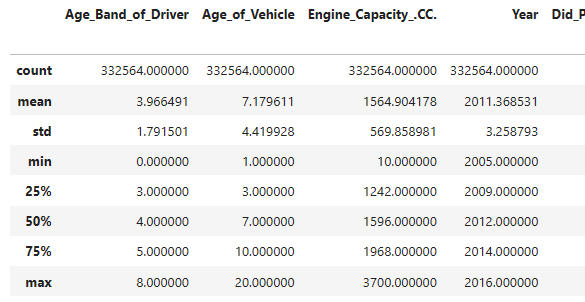 Age_Band_of_Driver Age_of_Vehicle Engine_Capacity_.CC. Year Did_P
count 332564.000000 332564.000000 332564.000000 332564.000000
mean 3.966491 7.179611 1564.904178 2011.368531
std 1.791501 4.419928 569.858981 3.258793
min 0.000000 1.000000 10.000000 2005.000000
25% 3.000000 3.000000 1242.000000 2009.000000
50% 4.000000 7.000000 1596.000000 2012.000000
75% 5.000000 10.000000 1968.000000 2014.000000
max 8.000000 20.000000 3700.000000 2016.000000